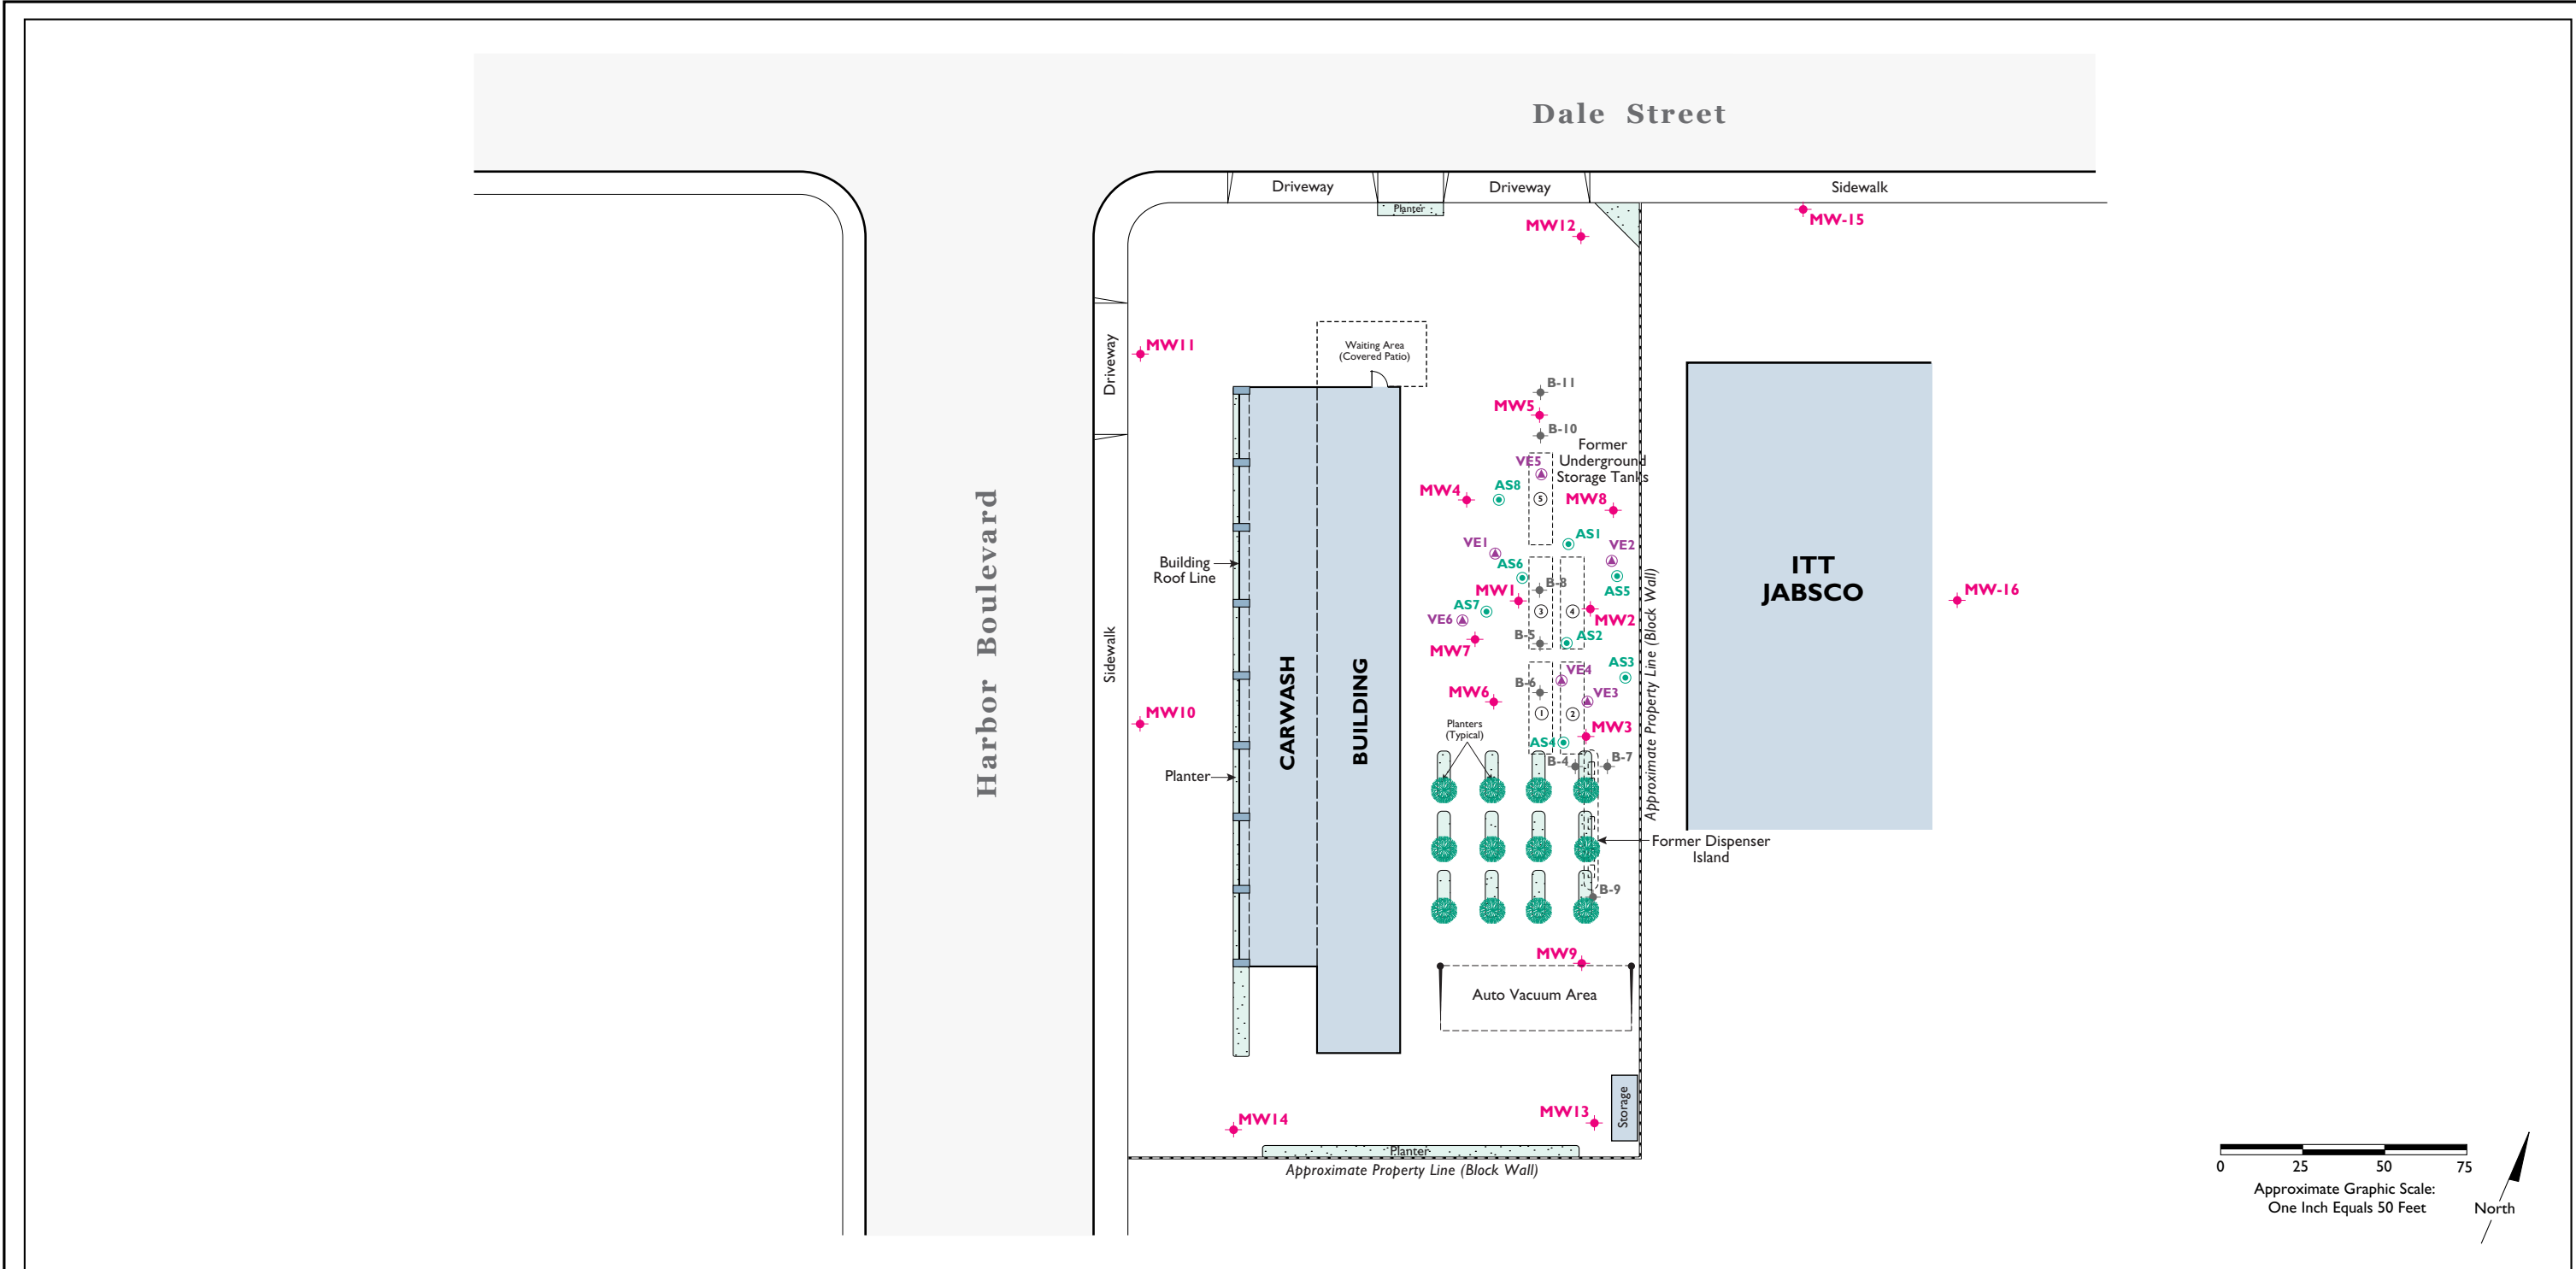 Dale Street
Driveway
Driveway
Sidewalk
Planter
MW-15
MW12
MW11
Driveway
Waiting Area
(Covered Patio)
B-11
MW5
B-10
Former
Underground
Storage Tanks
VE5
AS8
MW4
5
MW8
AS1
VE1
VE2
Building
Roof Line
AS6
B-8
AS5
MW1
AS7
3
4
MW2
VE6
B-5
AS2
MW7
ITT
JABSCO
MW-16
Harbor Boulevard
Sidewalk
CARWASH
BUILDING
AS3
VE4
B-6
VE3
MW6
1
2
MW10
Planters
(Typical)
MW3
AS4
B-4
B-7
Approximate Property Line (Block Wall)
Planter
Former Dispenser
Island
B-9
MW9
Auto Vacuum Area
Storage
MW14
MW13
Planter
Approximate Property Line (Block Wall)
0 25 50 75
Approximate Graphic Scale:
One Inch Equals 50 Feet
North